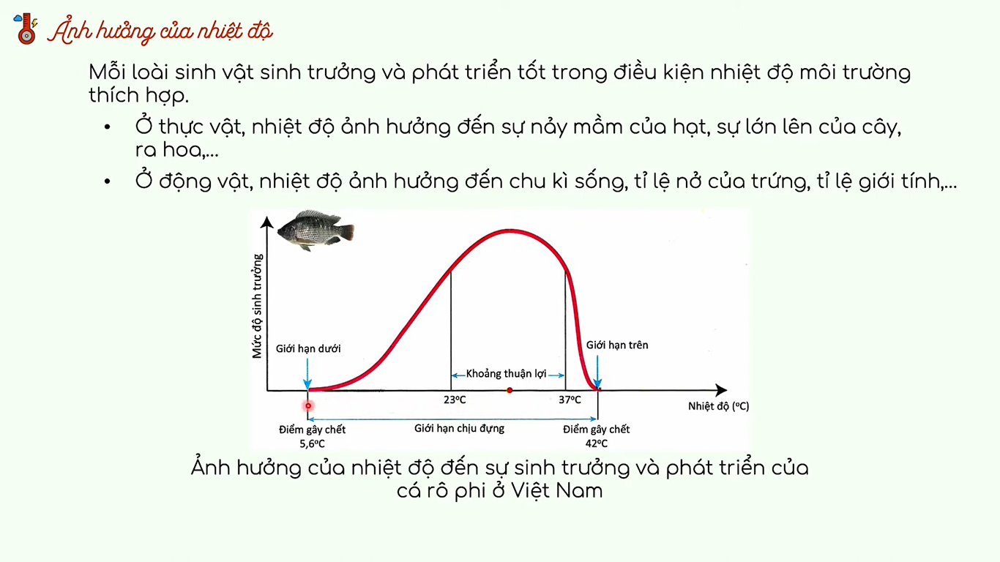 Ảnh hưởng của nhiệt độ
Mỗi loài sinh vật sinh trưởng và phát triển tốt trong điều kiện nhiệt độ môi trường
thích hợp.
• Ở thực vật, nhiệt độ ảnh hưởng đến sự nảy mầm của hạt, sự lớn lên của cây,
ra hoa,...
• Ở động vật, nhiệt độ ảnh hưởng đến chu kì sống, tỉ lệ nở của trứng, tỉ lệ giới tính,...
Mức độ sinh trưởng
Giới hạn dưới
Giới hạn trên
Khoảng thuận lợi
23°C
37°C
Nhiệt độ (°C)
Điểm gây chết
5,6°C
Giới hạn chịu đựng
Điểm gây chết
42°C
Ảnh hưởng của nhiệt độ đến sự sinh trưởng và phát triển của
cá rô phi ở Việt Nam